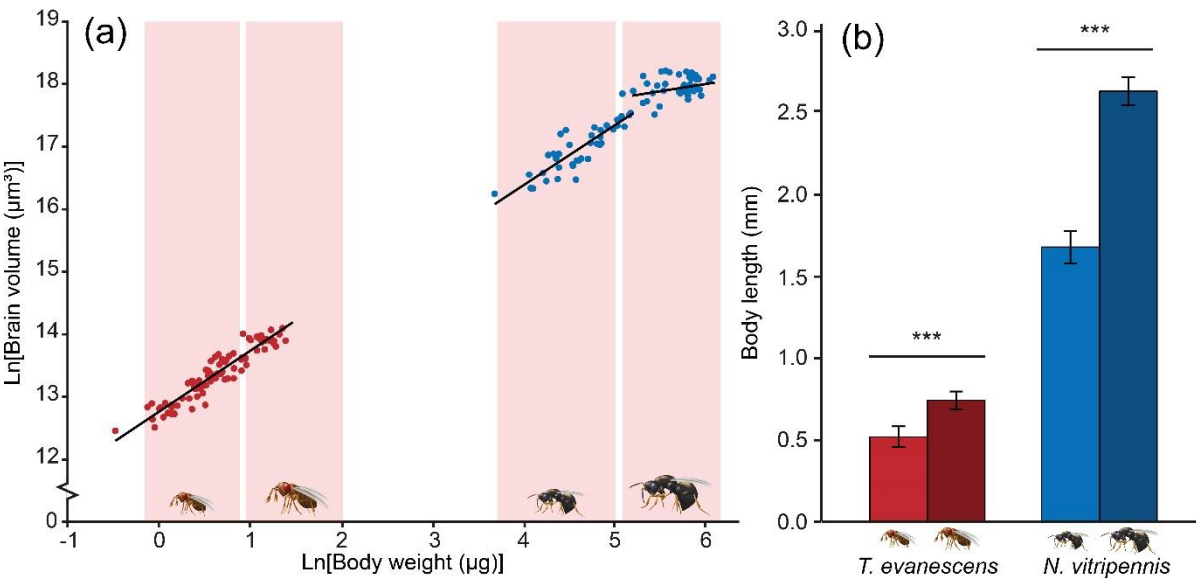 (a)
Ln[Brain volume (µm³)]
19
18
17
16
15
14
13
12
0
-1 0 1 2 3 4 5 6
Ln[Body weight (µg)]
(b)
Body length (mm)
3.0
2.5
2.0
1.5
1.0
0.5
0.0
***
***
T. evanescens N. vitripennis